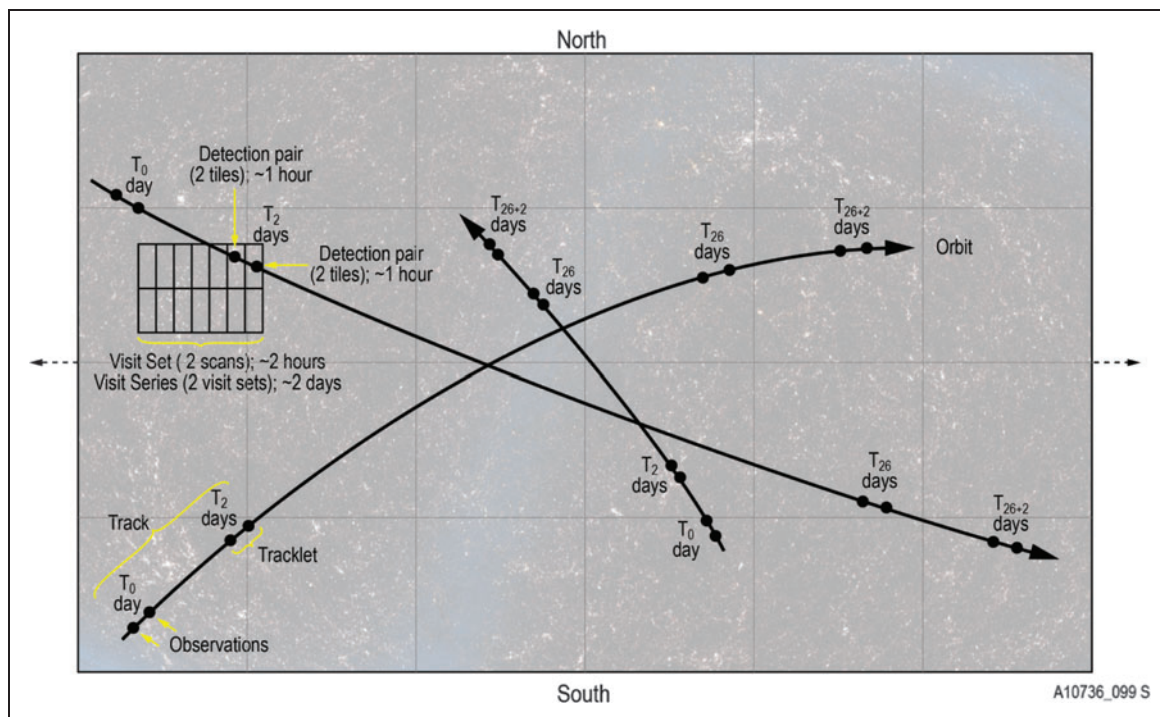 North
T0
day
Detection pair
(2 tiles); ~1 hour
T2
days
Detection pair
(2 tiles); ~1 hour
Visit Set ( 2 scans); ~2 hours
Visit Series (2 visit sets); ~2 days
T26+2
days
T26
days
T26
days
T26+2
days
Orbit
T2
days
T0
day
T26
days
T26+2
days
Track
T2
days
Tracklet
T0
day
Observations
South
A10736_099 S